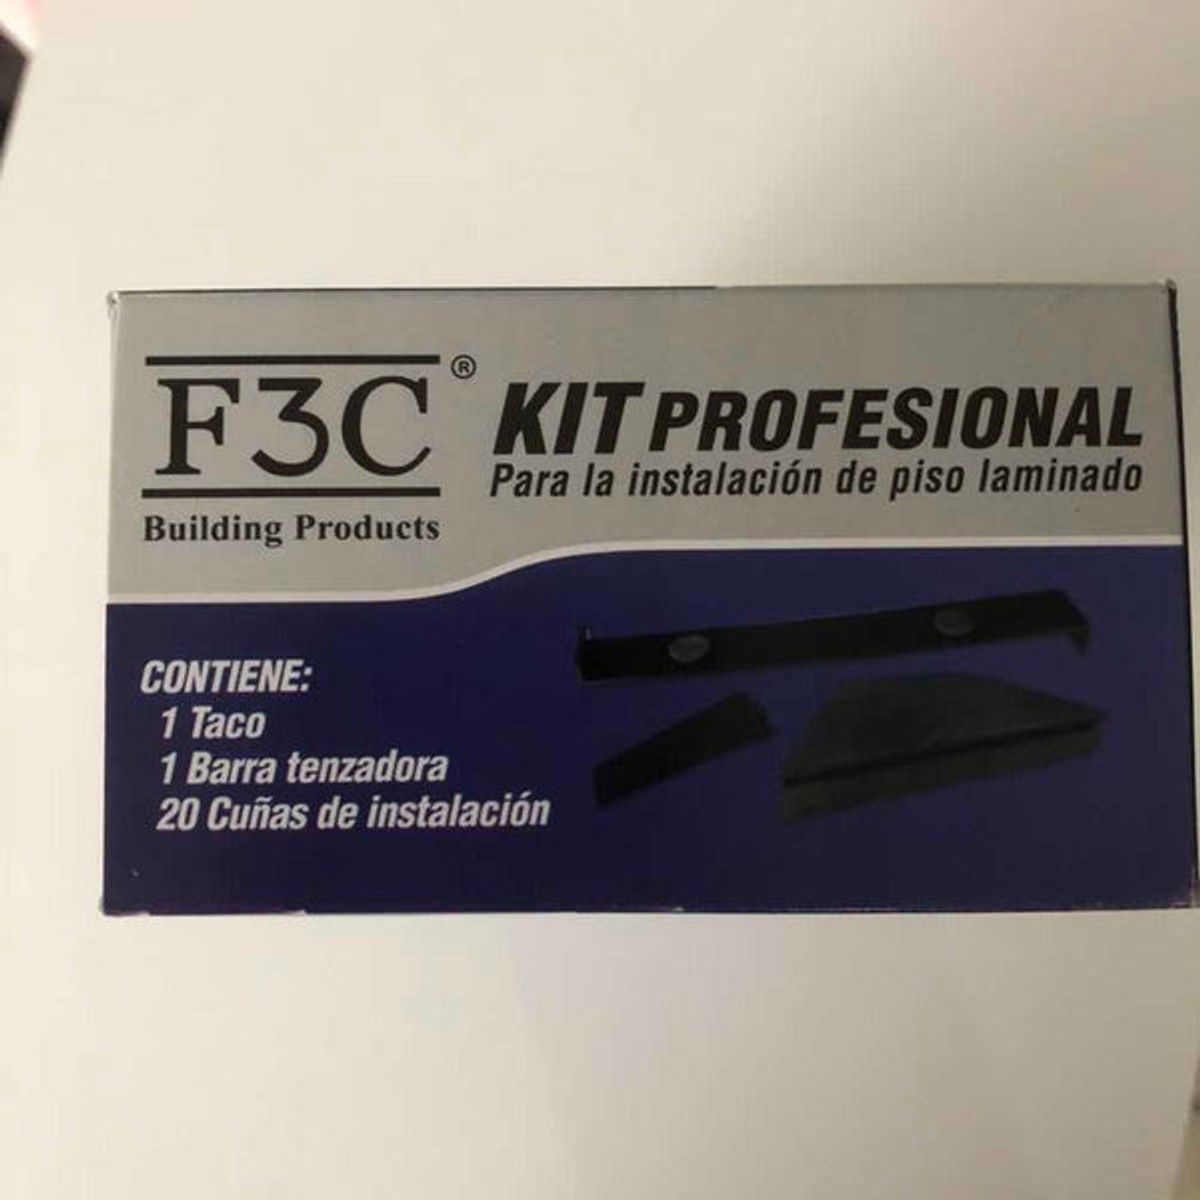 F3C ®
Building Products
KIT PROFESIONAL
Para la instalación de piso laminado
CONTIENE:
1 Taco
1 Barra tenzadora
20 Cuñas de instalación